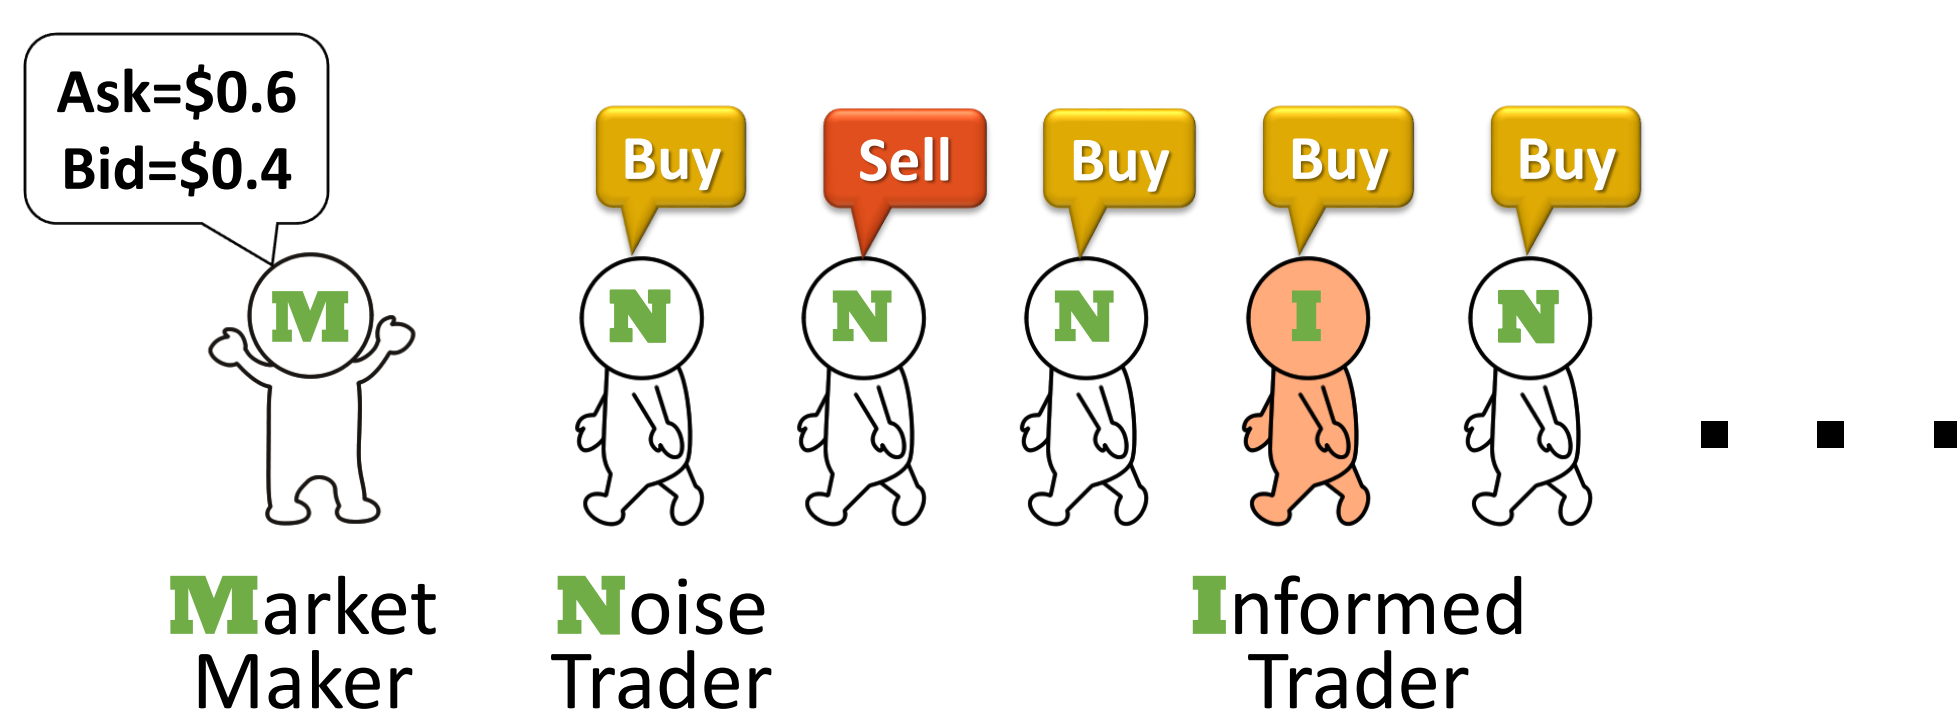 Ask=$0.6
Bid=$0.4
Buy
Sell
Buy
Buy
Buy
M
N
N
N
I
N
Market
Maker
Noise
Trader
Informed
Trader